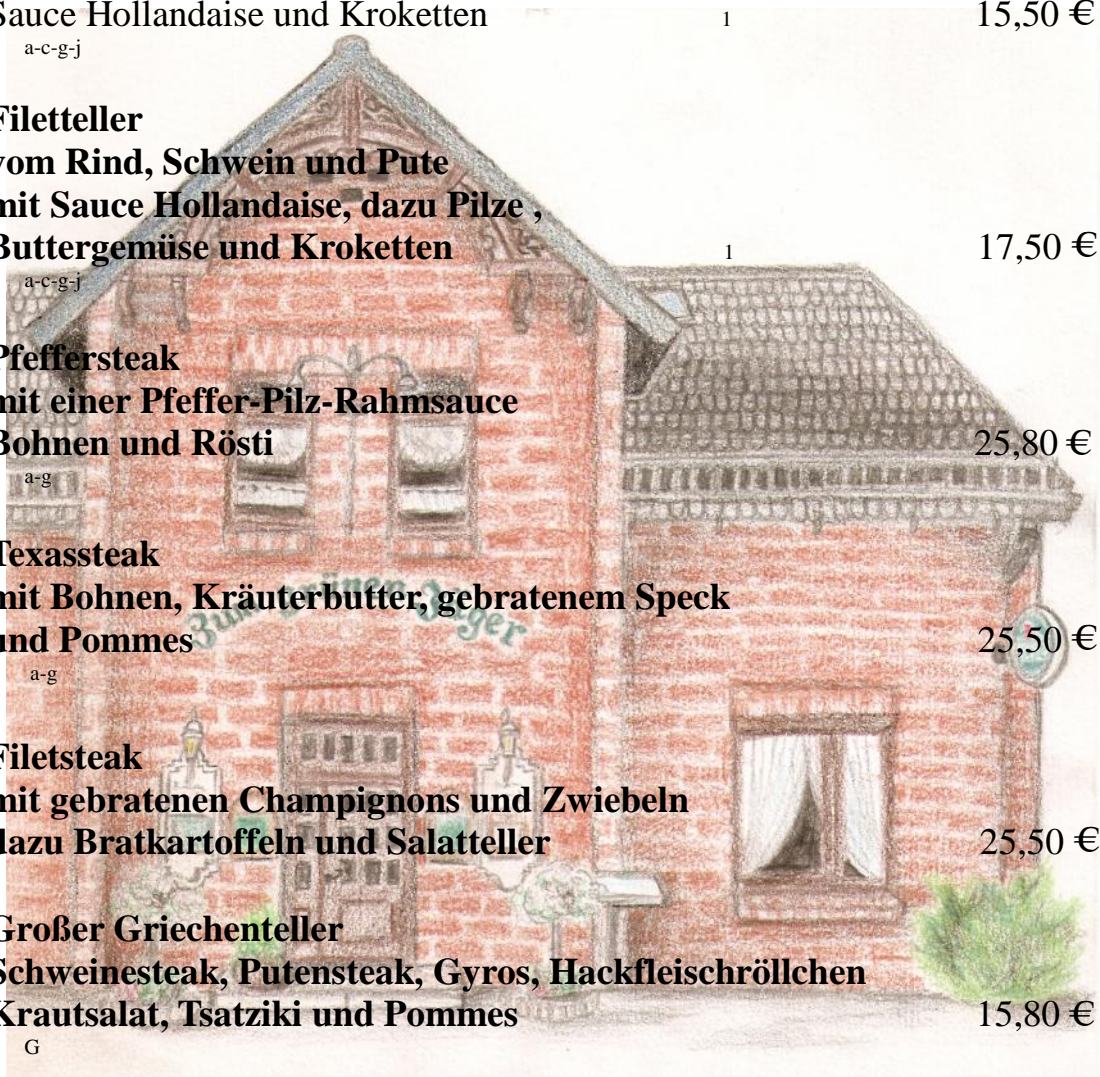 Sauce Hollandaise und Kroketten 1 15,50 €
a-c-g-j
Filetteller
vom Rind, Schwein und Pute
mit Sauce Hollandaise, dazu Pilze ,
Buttergemüse und Kroketten 1 17,50 €
a-c-g-j
Pfeffersteak
mit einer Pfeffer-Pilz-Rahmsauce
Bohnen und Rösti 25,80 €
a-g
Texassteak
mit Bohnen, Kräuterbutter, gebratenem Speck
Zum grünen Jäger
und Pommes 25,50 €
a-g
Filetsteak
mit gebratenen Champignons und Zwiebeln
dazu Bratkartoffeln und Salatteller 25,50 €
Großer Griechenteller
Schweinesteak, Putensteak, Gyros, Hackfleischröllchen
Krautsalat, Tsatziki und Pommes 15,80 €
G